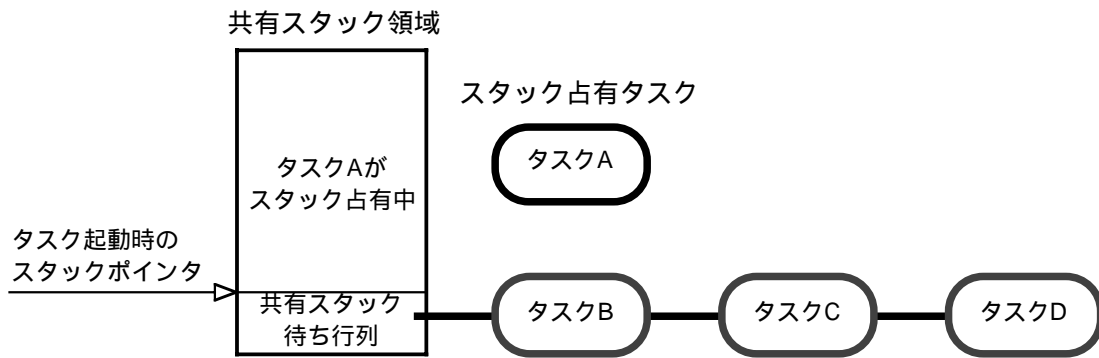 共有スタック領域
スタック占有タスク
タスクA
タスクAが
スタック占有中
タスク起動時の
スタックポインタ
共有スタック
待ち行列
タスクB
タスクC
タスクD